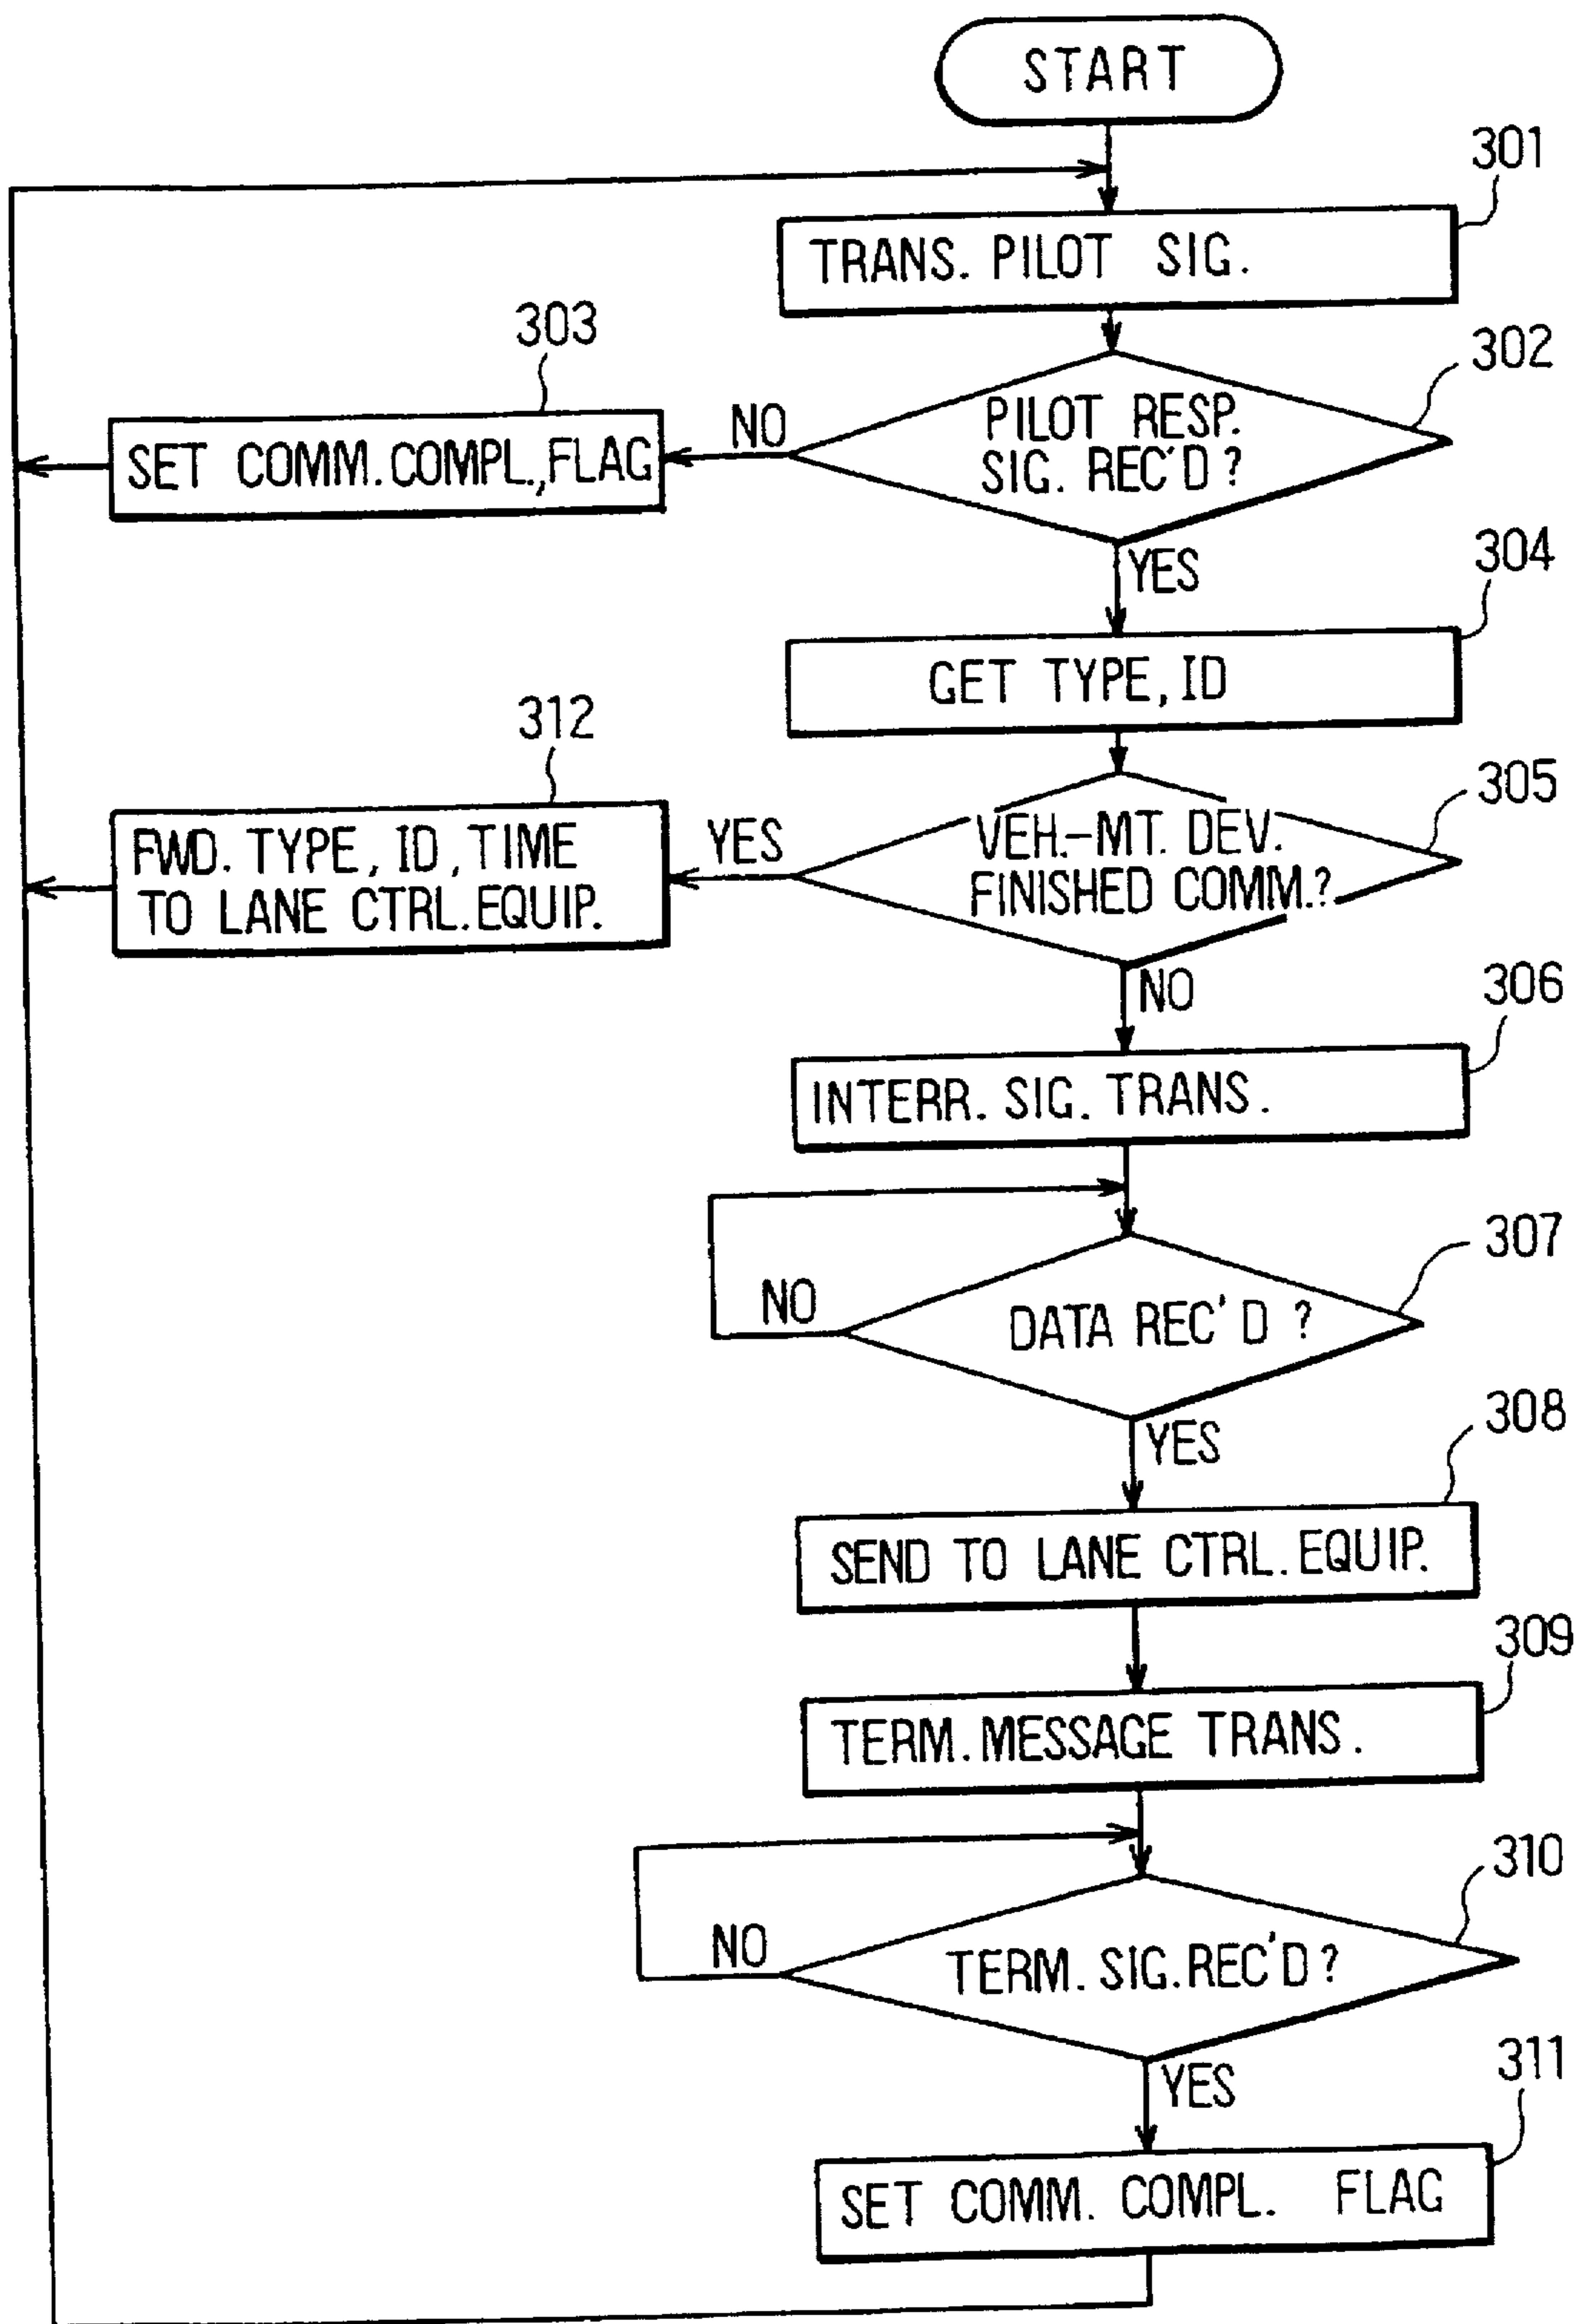 START
301
TRANS. PILOT SIG.
302
PILOT RESP.
SIG. REC'D?
303
NO
SET COMM.COMPL.,FLAG
YES
304
GET TYPE, ID
305
VEH.-MT. DEV.
FINISHED COMM.?
312
YES
FWD. TYPE, ID, TIME
TO LANE CTRL. EQUIP.
NO
306
INTERR. SIG. TRANS.
307
NO
DATA REC'D ?
YES
308
SEND TO LANE CTRL. EQUIP.
309
TERM. MESSAGE TRANS.
310
NO
TERM. SIG. REC'D?
YES
311
SET COMM. COMPL. FLAG